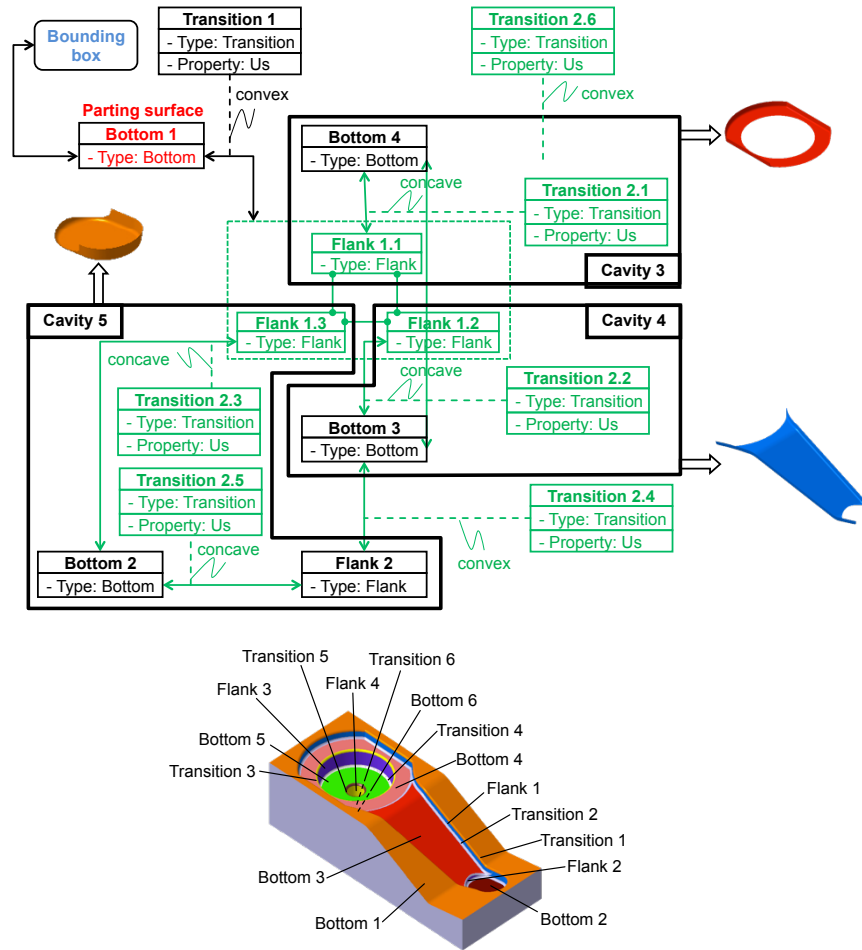 Transition 1
- Type: Transition
- Property: Us
Transition 2.6
- Type: Transition
- Property: Us
Bounding
box
convex
convex
Parting surface
Bottom 1
- Type: Bottom
Bottom 4
- Type: Bottom
concave
Transition 2.1
- Type: Transition
- Property: Us
Flank 1.1
- Type: Flank
Cavity 3
Cavity 5
Flank 1.3
- Type: Flank
Flank 1.2
- Type: Flank
Cavity 4
concave
concave
Transition 2.2
- Type: Transition
- Property: Us
Transition 2.3
- Type: Transition
- Property: Us
Bottom 3
- Type: Bottom
Transition 2.5
- Type: Transition
- Property: Us
Transition 2.4
- Type: Transition
- Property: Us
concave
convex
Bottom 2
- Type: Bottom
Flank 2
- Type: Flank
Transition 5
Transition 6
Flank 3
Flank 4
Bottom 6
Bottom 5
Transition 4
Transition 3
Bottom 4
Flank 1
Transition 2
Transition 1
Flank 2
Bottom 3
Bottom 1
Bottom 2